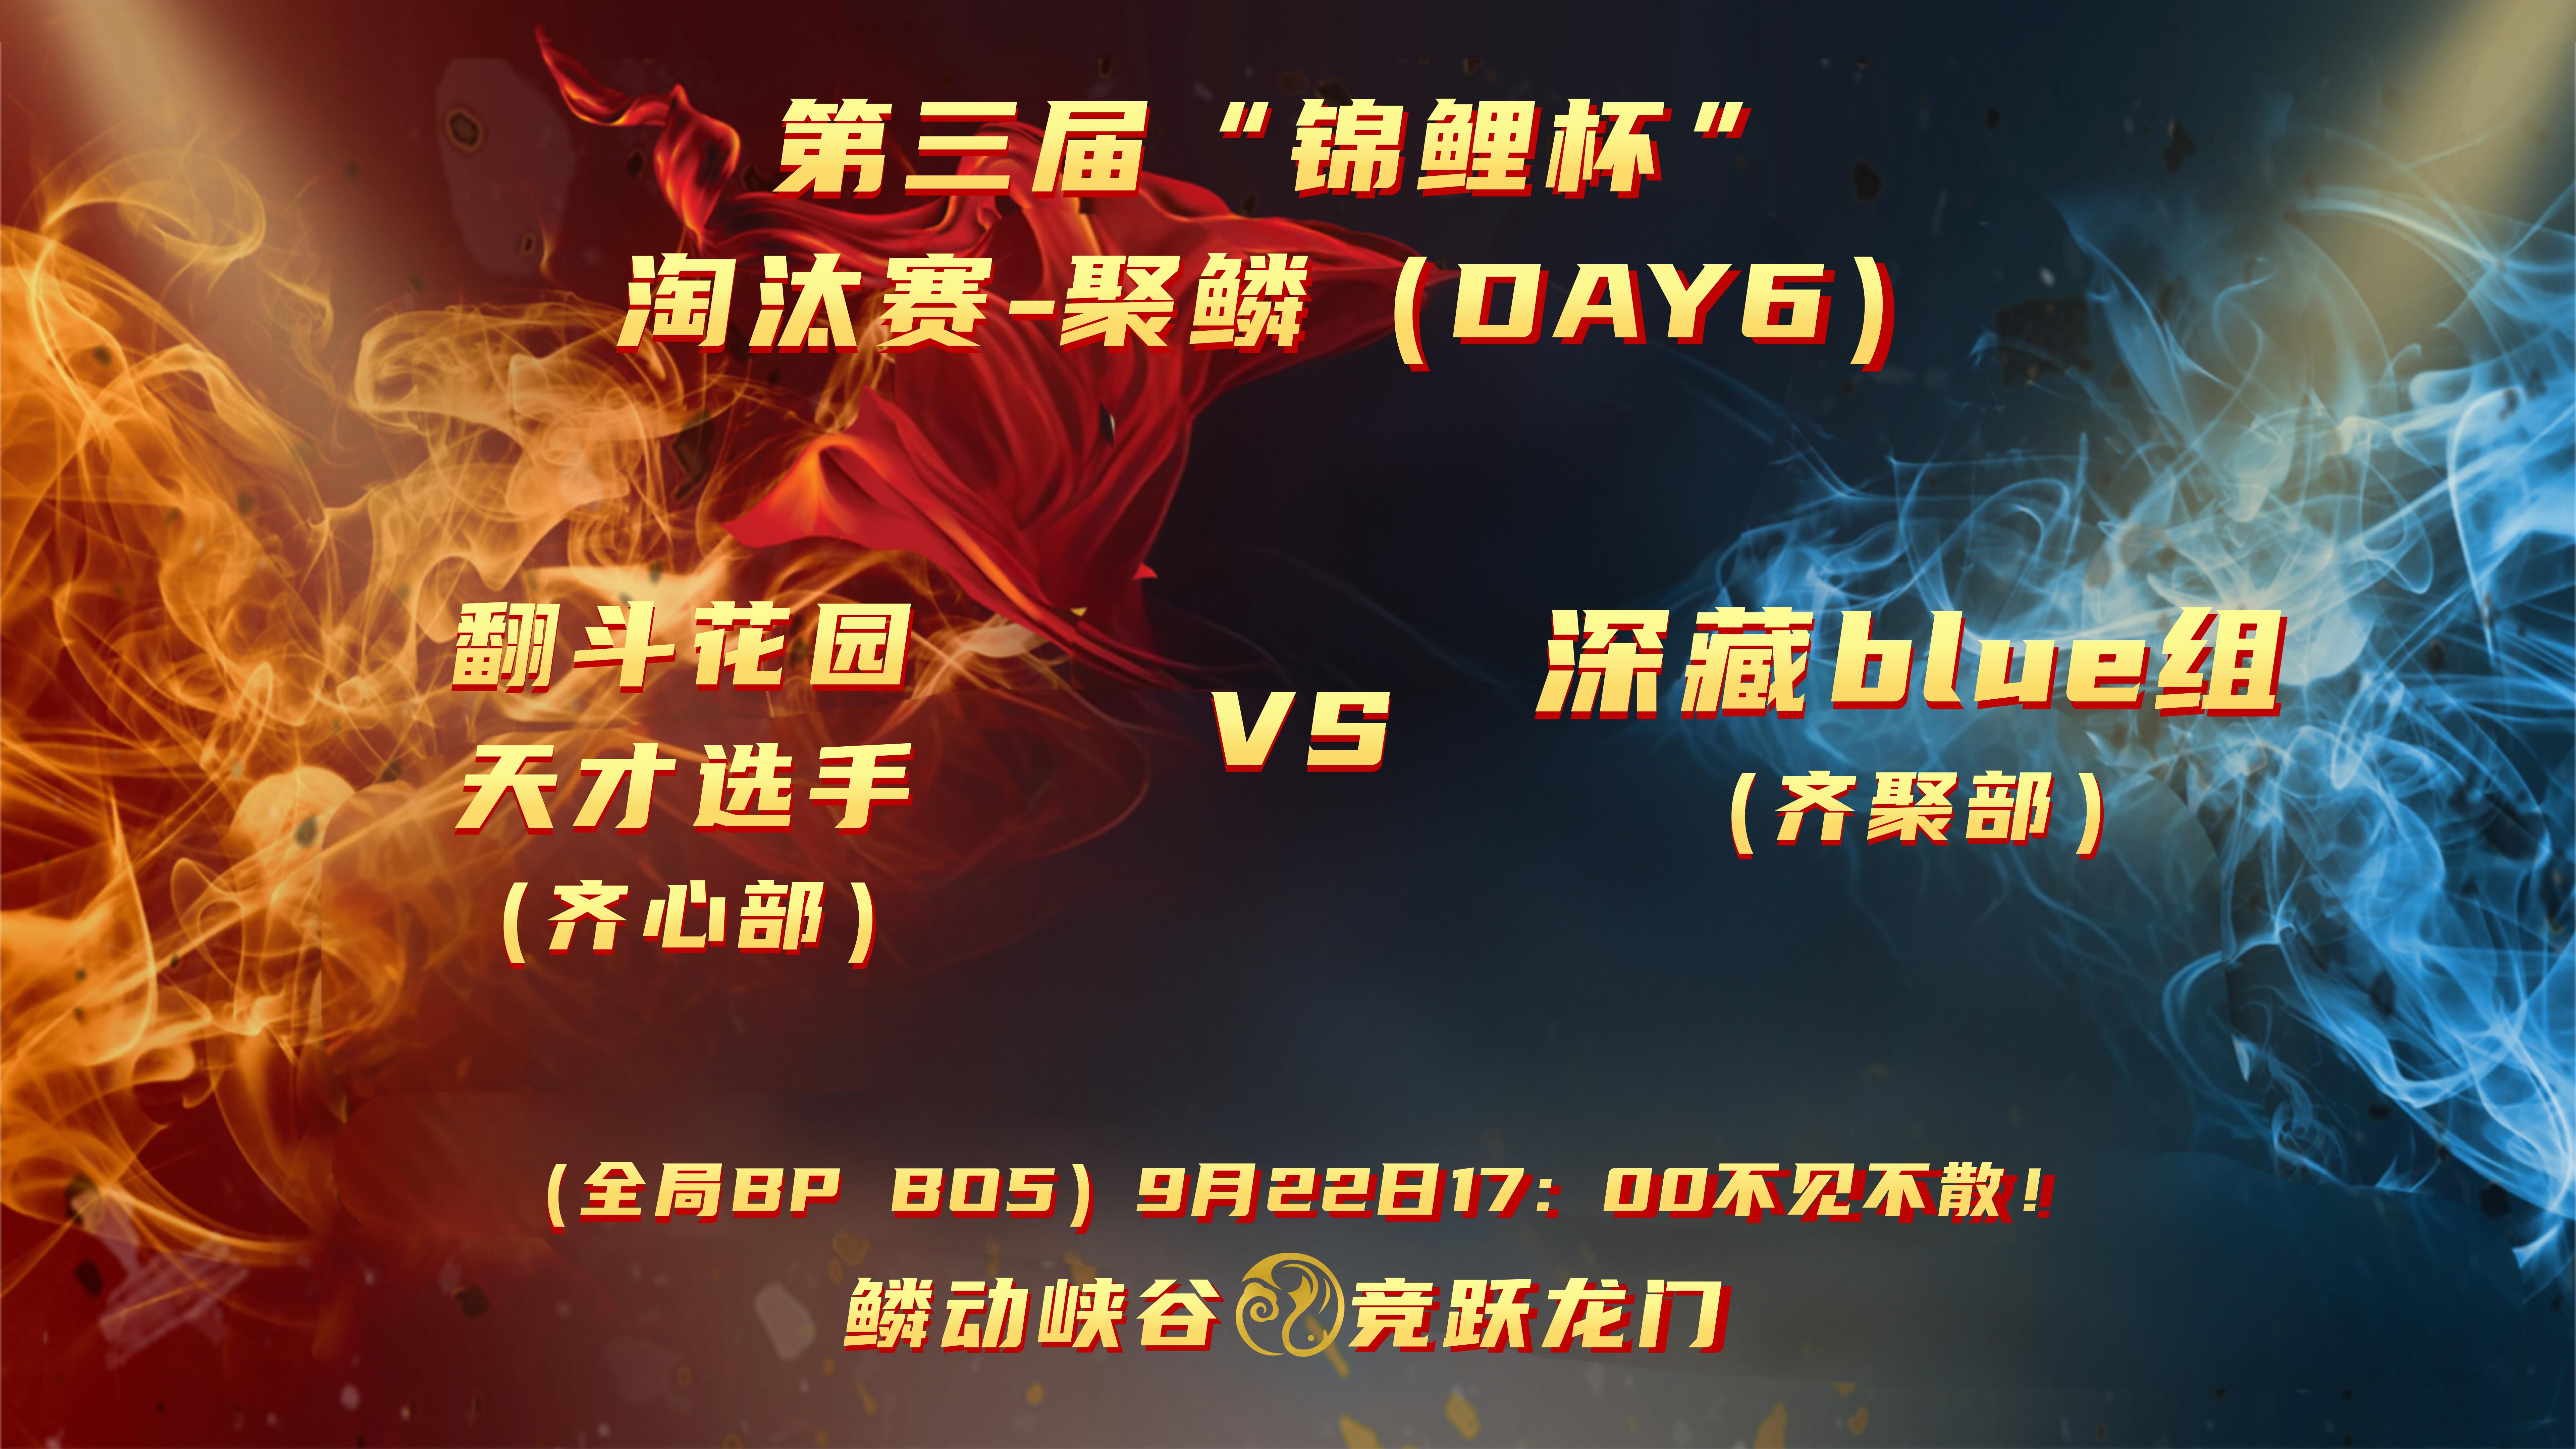 第三届“锦鲤杯”
淘汰赛-聚鳞（DAY6）
翻斗花园
天才选手
（齐心部）
VS
深藏blue组
（齐聚部）
（全局BP BO5）9月22日17：00不见不散！
鳞动峡谷 竞跃龙门